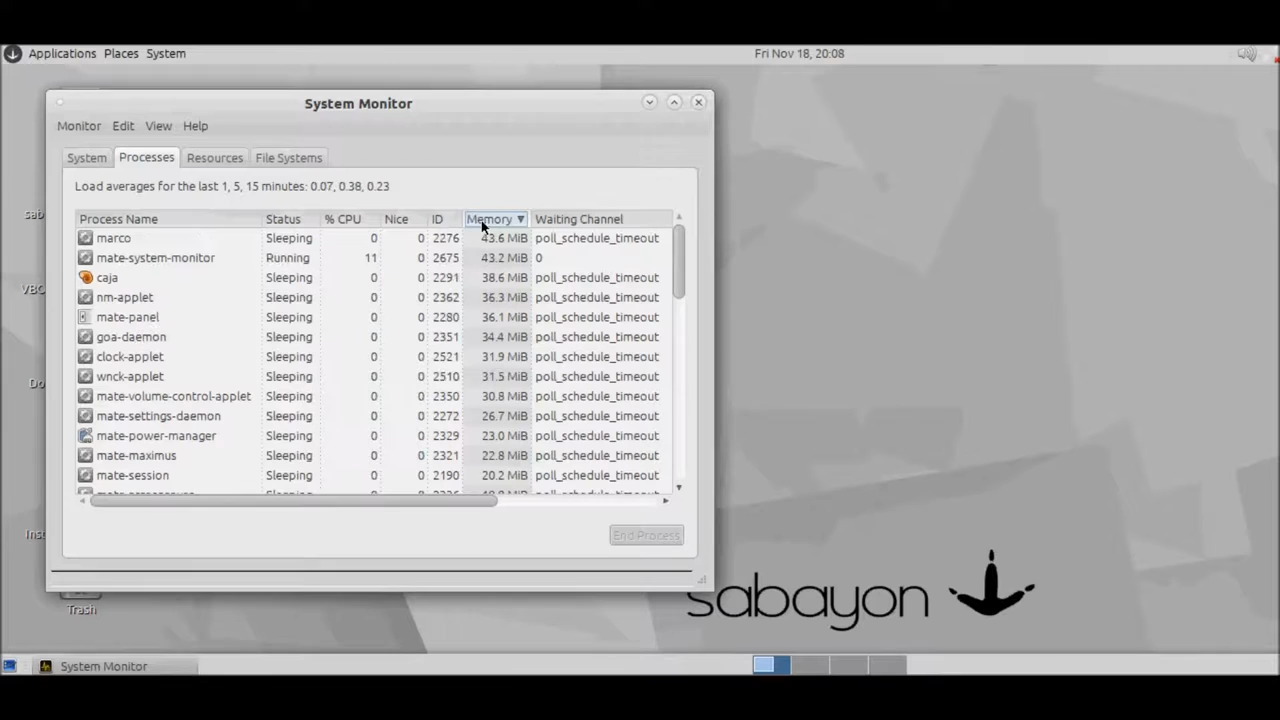 Applications Places System
Fri Nov 18, 20:08
System Monitor
Monitor Edit View Help
System Processes Resources File Systems
Load averages for the last 1, 5, 15 minutes: 0.07, 0.38, 0.23
Process Name Status % CPU Nice ID Memory Waiting Channel
marco Sleeping 0 0 2276 43.6 MiB poll_schedule_timeout
mate-system-monitor Running 11 0 2675 43.2 MiB 0
caja Sleeping 0 0 2291 38.6 MiB poll_schedule_timeout
nm-applet Sleeping 0 0 2362 36.3 MiB poll_schedule_timeout
mate-panel Sleeping 0 0 2280 36.1 MiB poll_schedule_timeout
goa-daemon Sleeping 0 0 2351 34.4 MiB poll_schedule_timeout
clock-applet Sleeping 0 0 2521 31.9 MiB poll_schedule_timeout
wnck-applet Sleeping 0 0 2510 31.5 MiB poll_schedule_timeout
mate-volume-control-applet Sleeping 0 0 2350 30.8 MiB poll_schedule_timeout
mate-settings-daemon Sleeping 0 0 2272 26.7 MiB poll_schedule_timeout
mate-power-manager Sleeping 0 0 2329 23.0 MiB poll_schedule_timeout
mate-maximus Sleeping 0 0 2321 22.8 MiB poll_schedule_timeout
mate-session Sleeping 0 0 2190 20.2 MiB poll_schedule_timeout
End Process
sab
VBC
Do
Ins
Trash
sabayon
System Monitor